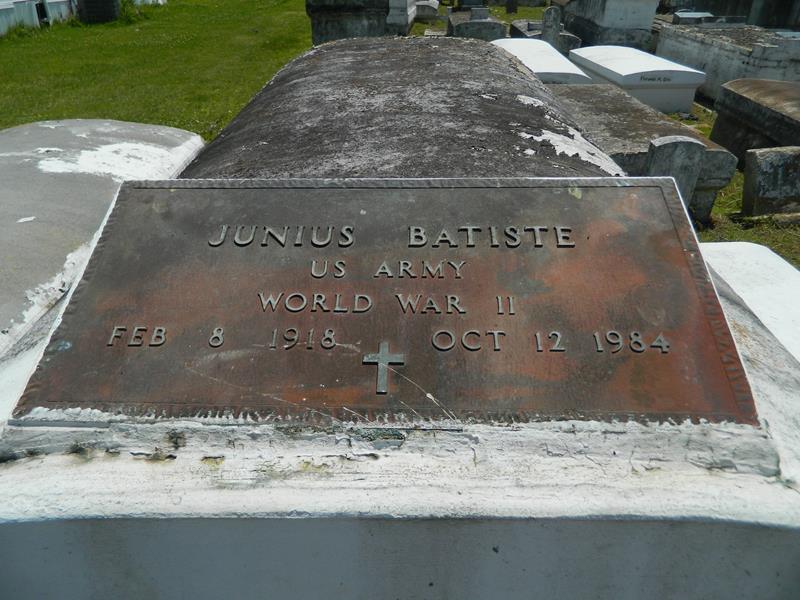 JUNIUS BATISTE
US ARMY
WORLD WAR II
FEB 8 1918 OCT 12 1984